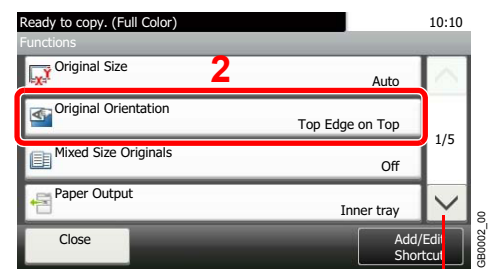 Ready to copy. (Full Color)
10:10
Functions
Original Size
2
Auto
Original Orientation
Top Edge on Top
1/5
Mixed Size Originals
Off
Paper Output
Inner tray
Close
Add/Edit
Shortcut
GB0002_00